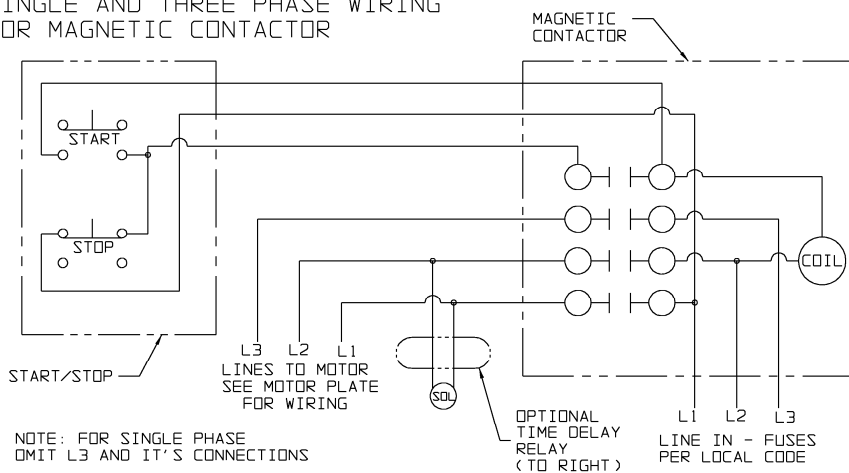 INGLE AND THREE PHASE WIRING
OR MAGNETIC CONTACTOR
MAGNETIC
CONTACTOR
START
STOP
COIL
START/STOP
L3 L2 L1
LINES TO MOTOR
SEE MOTOR PLATE
FOR WIRING
SOL
OPTIONAL
TIME DELAY
RELAY
(TO RIGHT)
L1 L2 L3
LINE IN - FUSES
PER LOCAL CODE
NOTE: FOR SINGLE PHASE
OMIT L3 AND IT'S CONNECTIONS